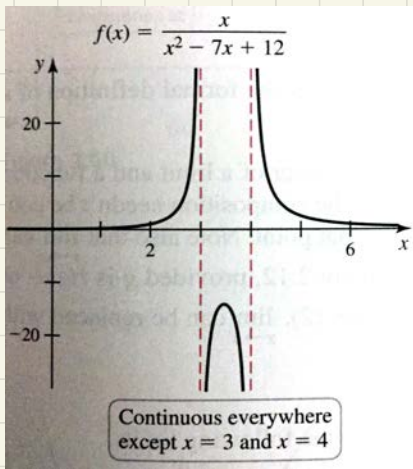 f(x) = x / (x² − 7x + 12)
y
20
2
6
x
−20
Continuous everywhere
except x = 3 and x = 4